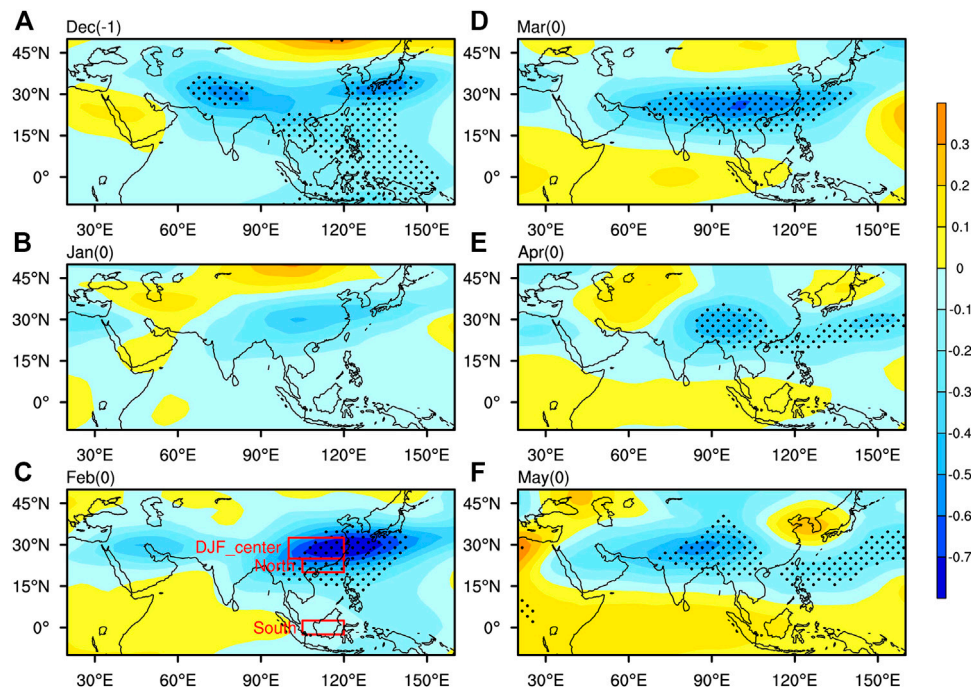 A
Dec(-1)
45°N
30°N
15°N
0°
30°E 60°E 90°E 120°E 150°E
D
Mar(0)
45°N
30°N
15°N
0°
30°E 60°E 90°E 120°E 150°E
B
Jan(0)
45°N
30°N
15°N
0°
30°E 60°E 90°E 120°E 150°E
E
Apr(0)
45°N
30°N
15°N
0°
30°E 60°E 90°E 120°E 150°E
C
Feb(0)
45°N
30°N
15°N
0°
DJF_center
North
South
30°E 60°E 90°E 120°E 150°E
F
May(0)
45°N
30°N
15°N
0°
30°E 60°E 90°E 120°E 150°E
0.3
0.2
0.1
0
-0.1
-0.2
-0.3
-0.4
-0.5
-0.6
-0.7